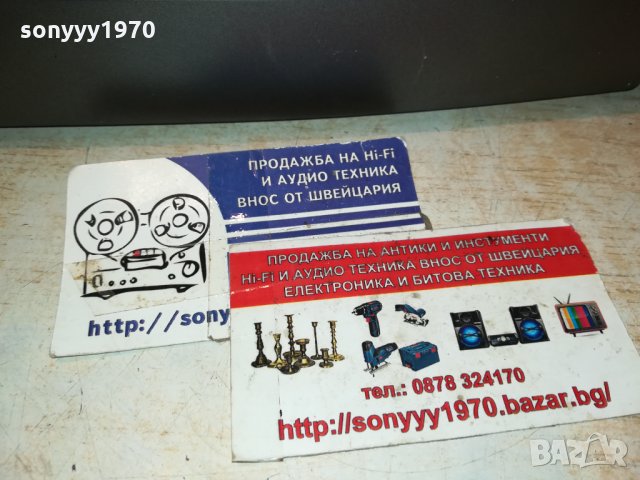 sonyyy1970
ПРОДАЖБА НА Hi-Fi
И АУДИО ТЕХНИКА
ВНОС ОТ ШВЕЙЦАРИЯ
http://sony
ПРОДАЖБА НА АНТИКИ И ИНСТУМЕНТИ
Hi-Fi И АУДИО ТЕХНИКА ВНОС ОТ ШВЕЙЦАРИЯ
ЕЛЕКТРОНИКА И БИТОВА ТЕХНИКА
тел.: 0878 324170
http://sonyyy1970.bazar.bg/
BAZAR